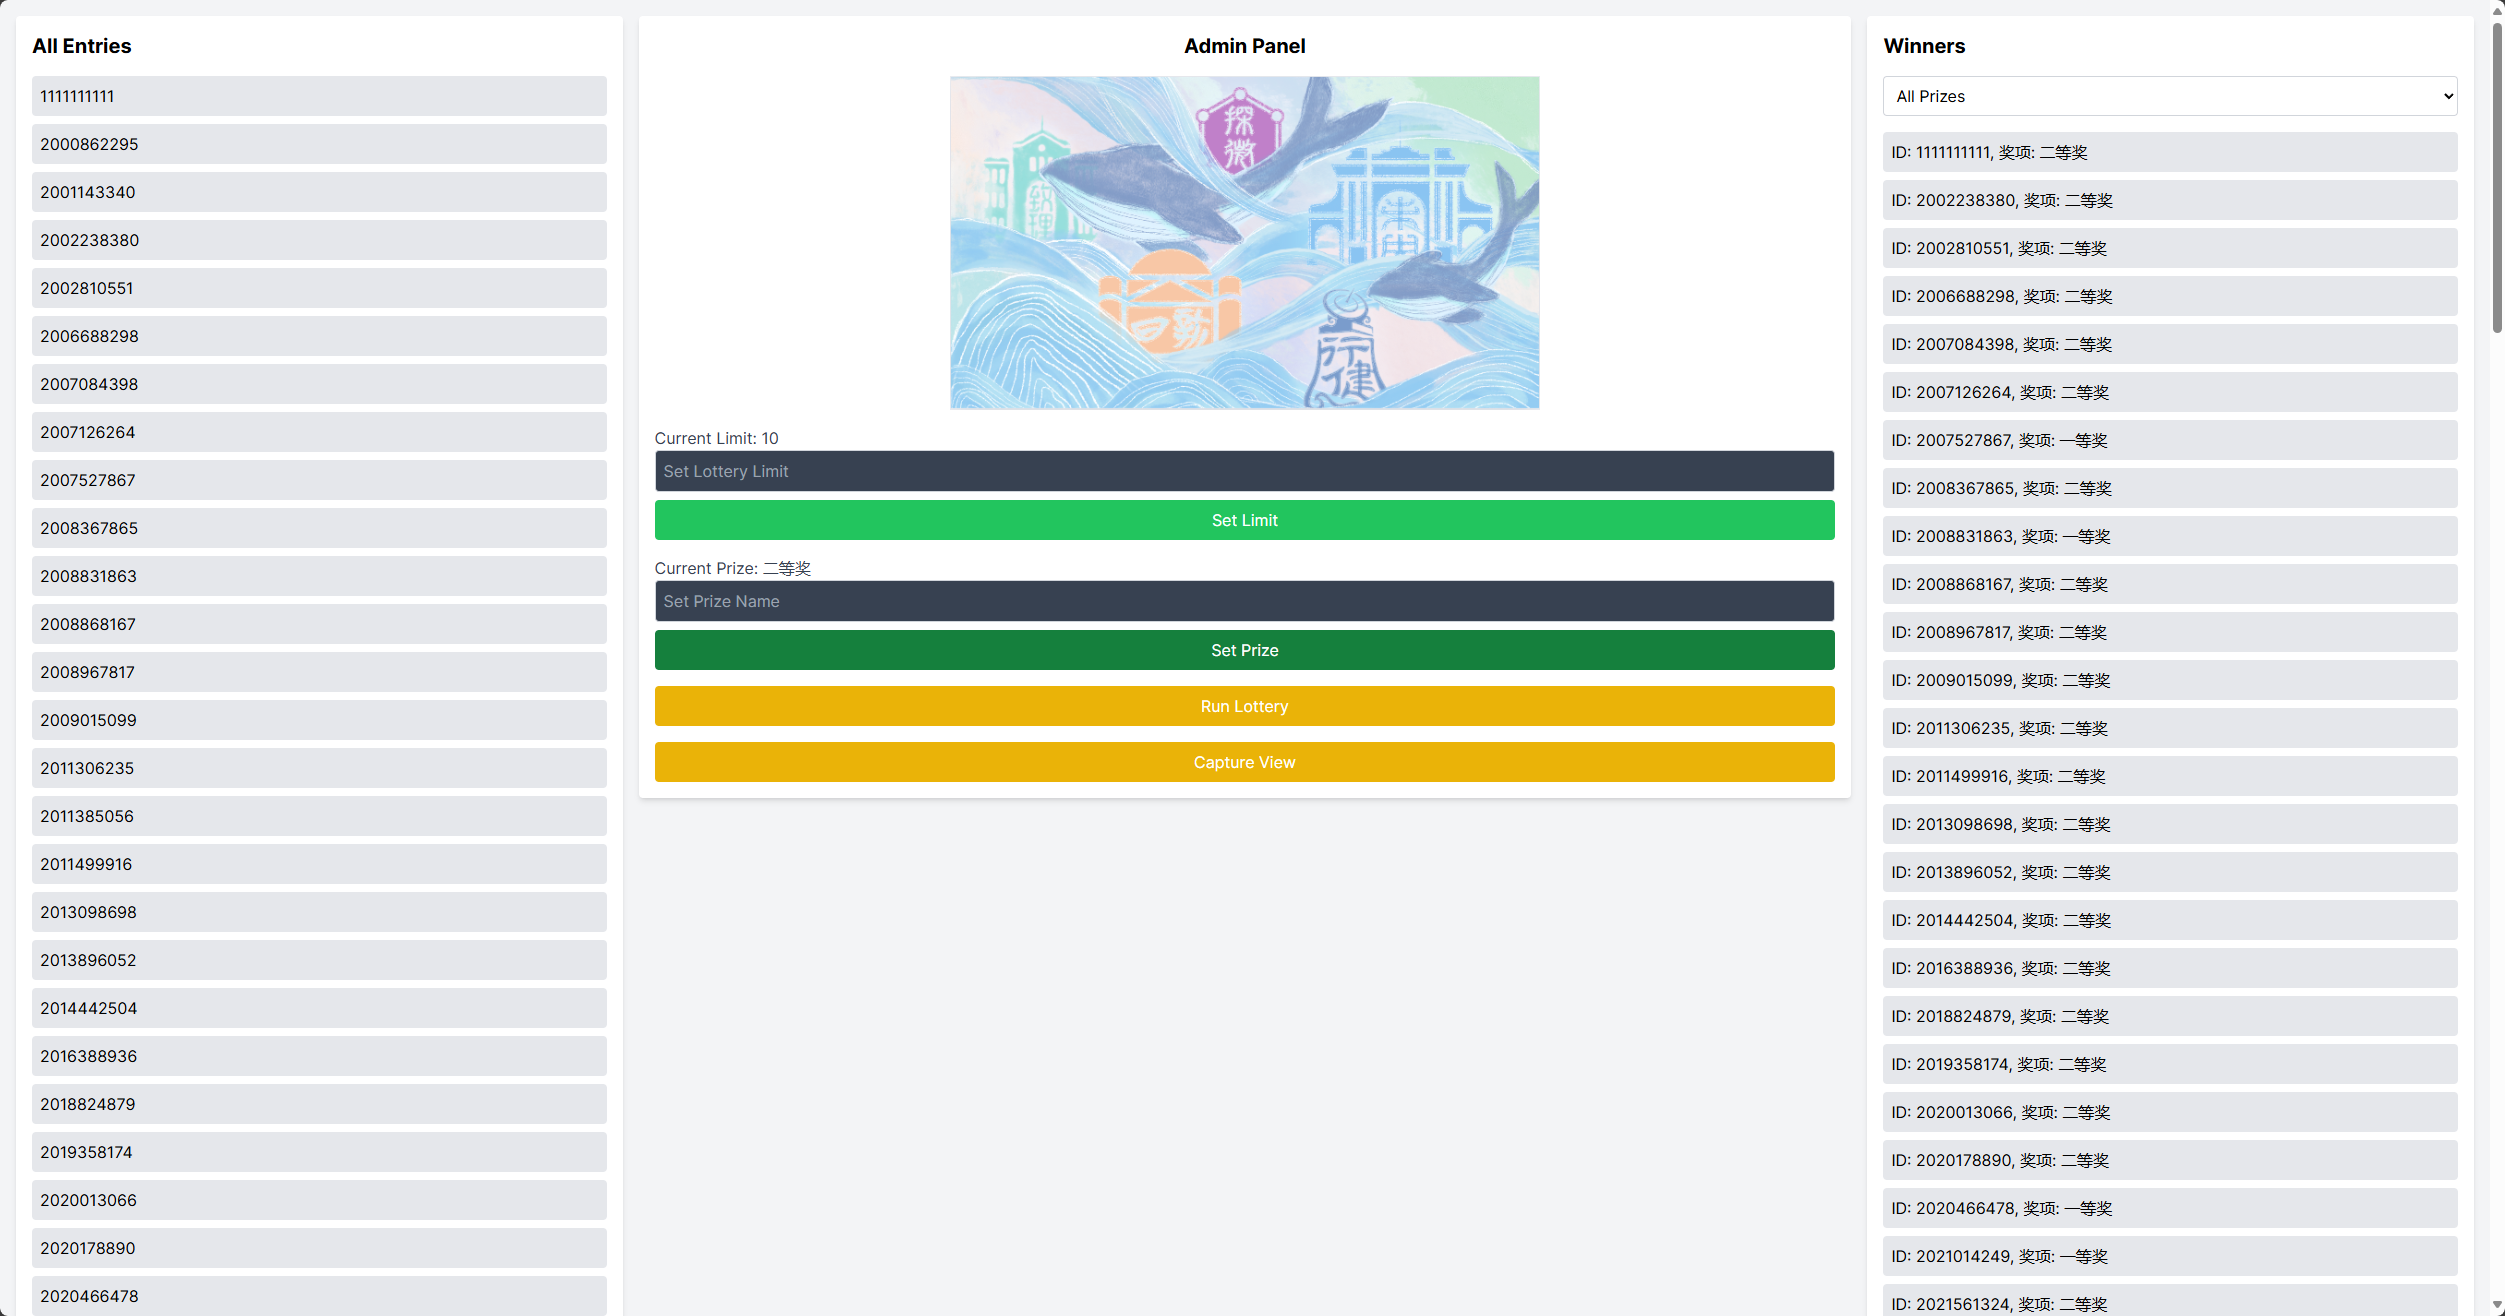 All Entries
1111111111
2000862295
2001143340
2002238380
2002810551
2006688298
2007084398
2007126264
2007527867
2008367865
2008831863
2008868167
2008967817
2009015099
2011306235
2011385056
2011499916
2013098698
2013896052
2014442504
2016388936
2018824879
2019358174
2020013066
2020178890
2020466478
Admin Panel
探微
致理
未央
日新
行健
Current Limit: 10
Set Lottery Limit
Set Limit
Current Prize: 二等奖
Set Prize Name
Set Prize
Run Lottery
Capture View
Winners
All Prizes
ID: 1111111111, 奖项: 二等奖
ID: 2002238380, 奖项: 二等奖
ID: 2002810551, 奖项: 二等奖
ID: 2006688298, 奖项: 二等奖
ID: 2007084398, 奖项: 二等奖
ID: 2007126264, 奖项: 二等奖
ID: 2007527867, 奖项: 一等奖
ID: 2008367865, 奖项: 二等奖
ID: 2008831863, 奖项: 一等奖
ID: 2008868167, 奖项: 二等奖
ID: 2008967817, 奖项: 二等奖
ID: 2009015099, 奖项: 二等奖
ID: 2011306235, 奖项: 二等奖
ID: 2011499916, 奖项: 二等奖
ID: 2013098698, 奖项: 二等奖
ID: 2013896052, 奖项: 二等奖
ID: 2014442504, 奖项: 二等奖
ID: 2016388936, 奖项: 二等奖
ID: 2018824879, 奖项: 二等奖
ID: 2019358174, 奖项: 二等奖
ID: 2020013066, 奖项: 二等奖
ID: 2020178890, 奖项: 二等奖
ID: 2020466478, 奖项: 一等奖
ID: 2021014249, 奖项: 一等奖
ID: 2021561324, 奖项: 二等奖